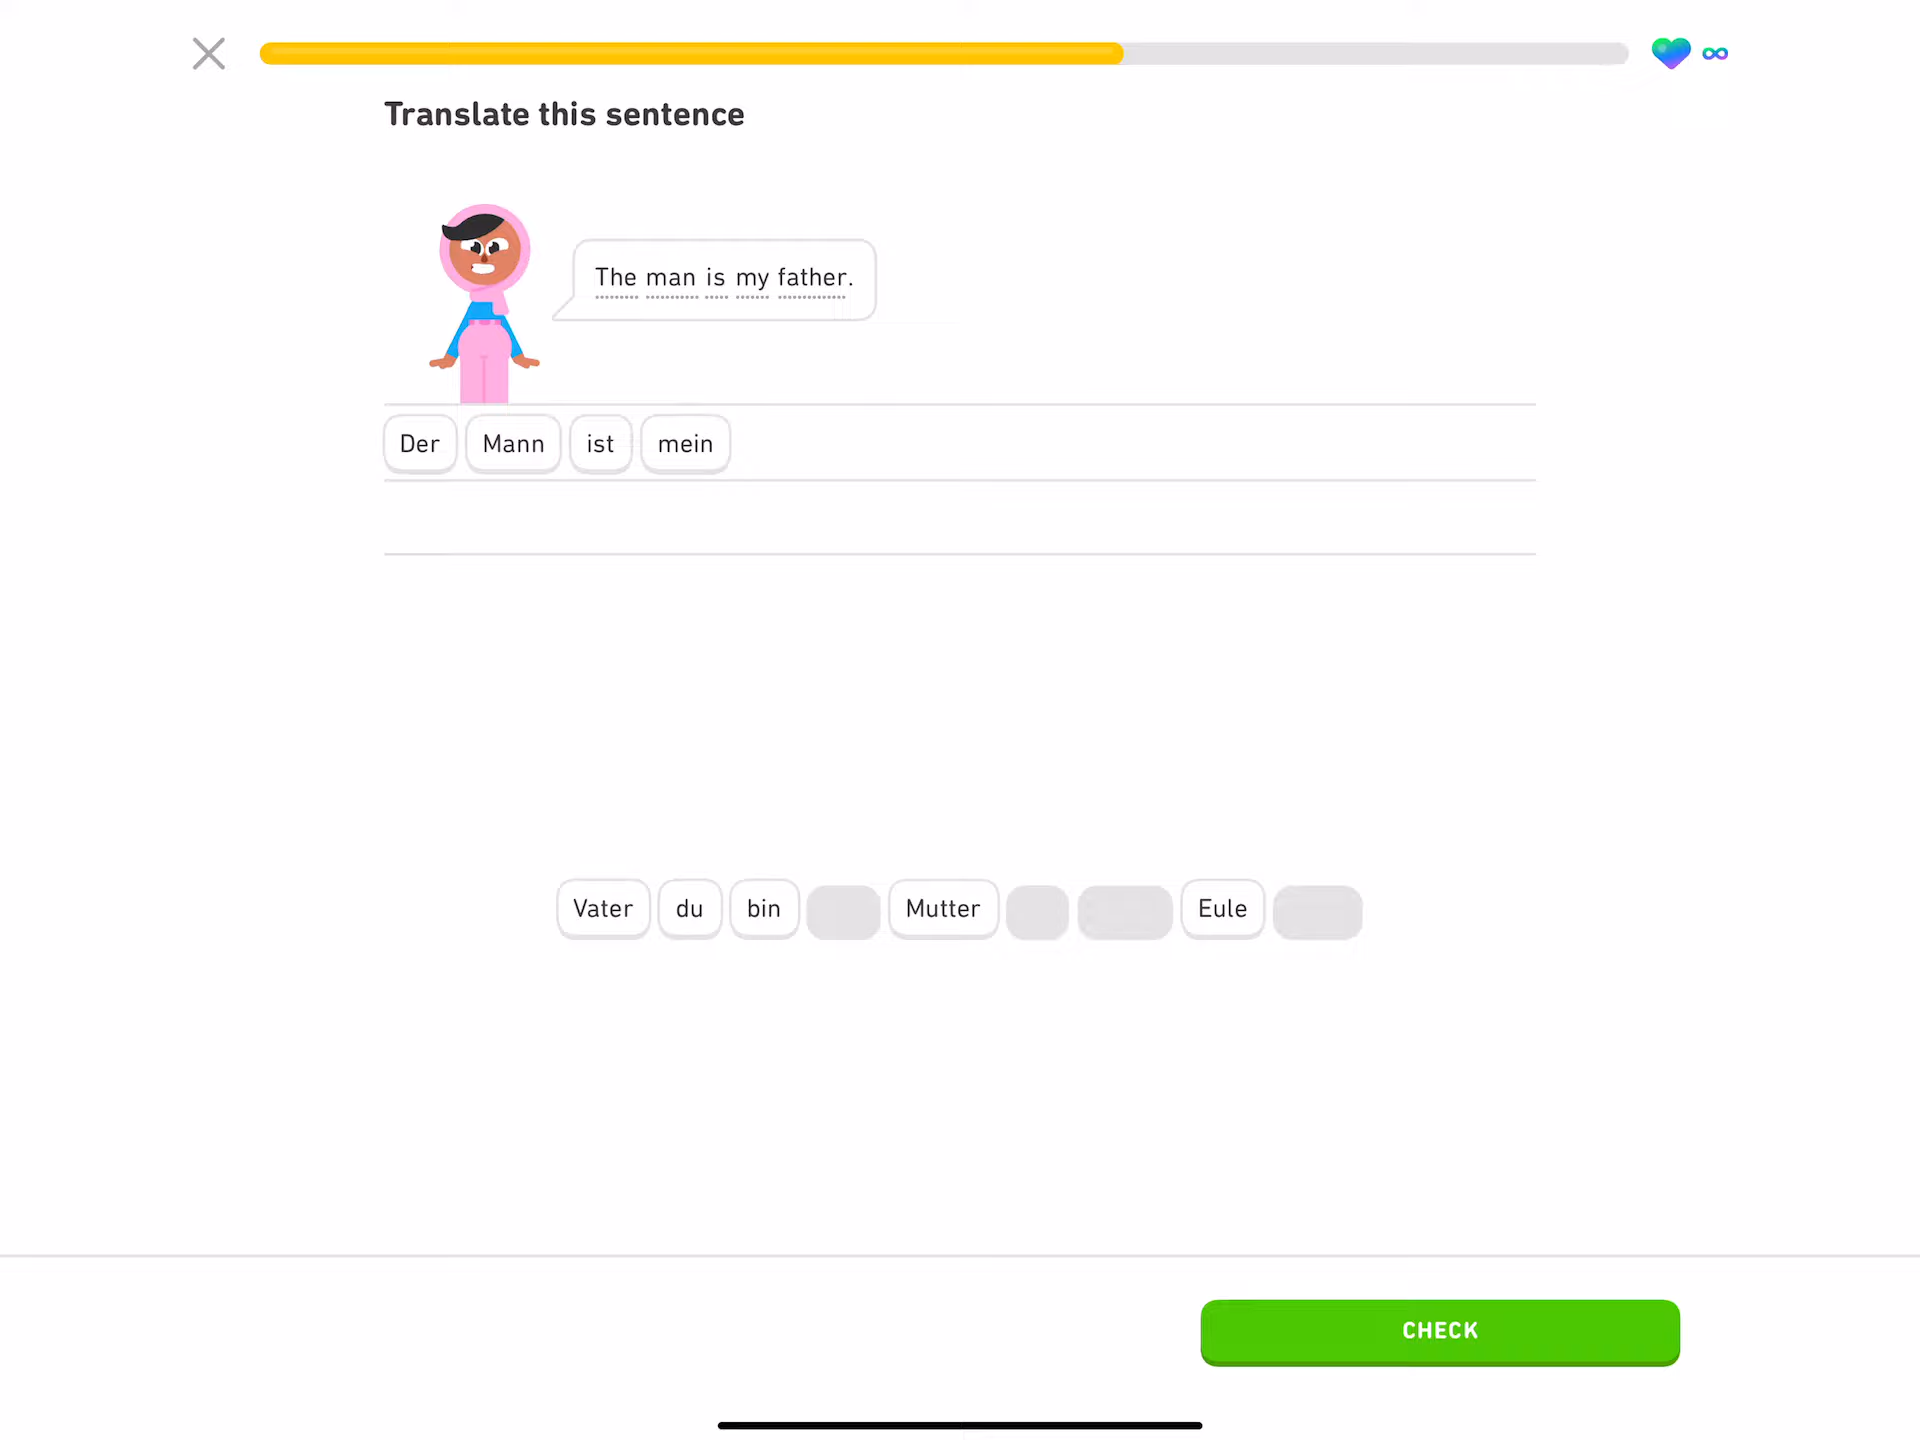 Translate this sentence
The man is my father.
Der Mann ist mein
Vater du bin Mutter Eule
CHECK